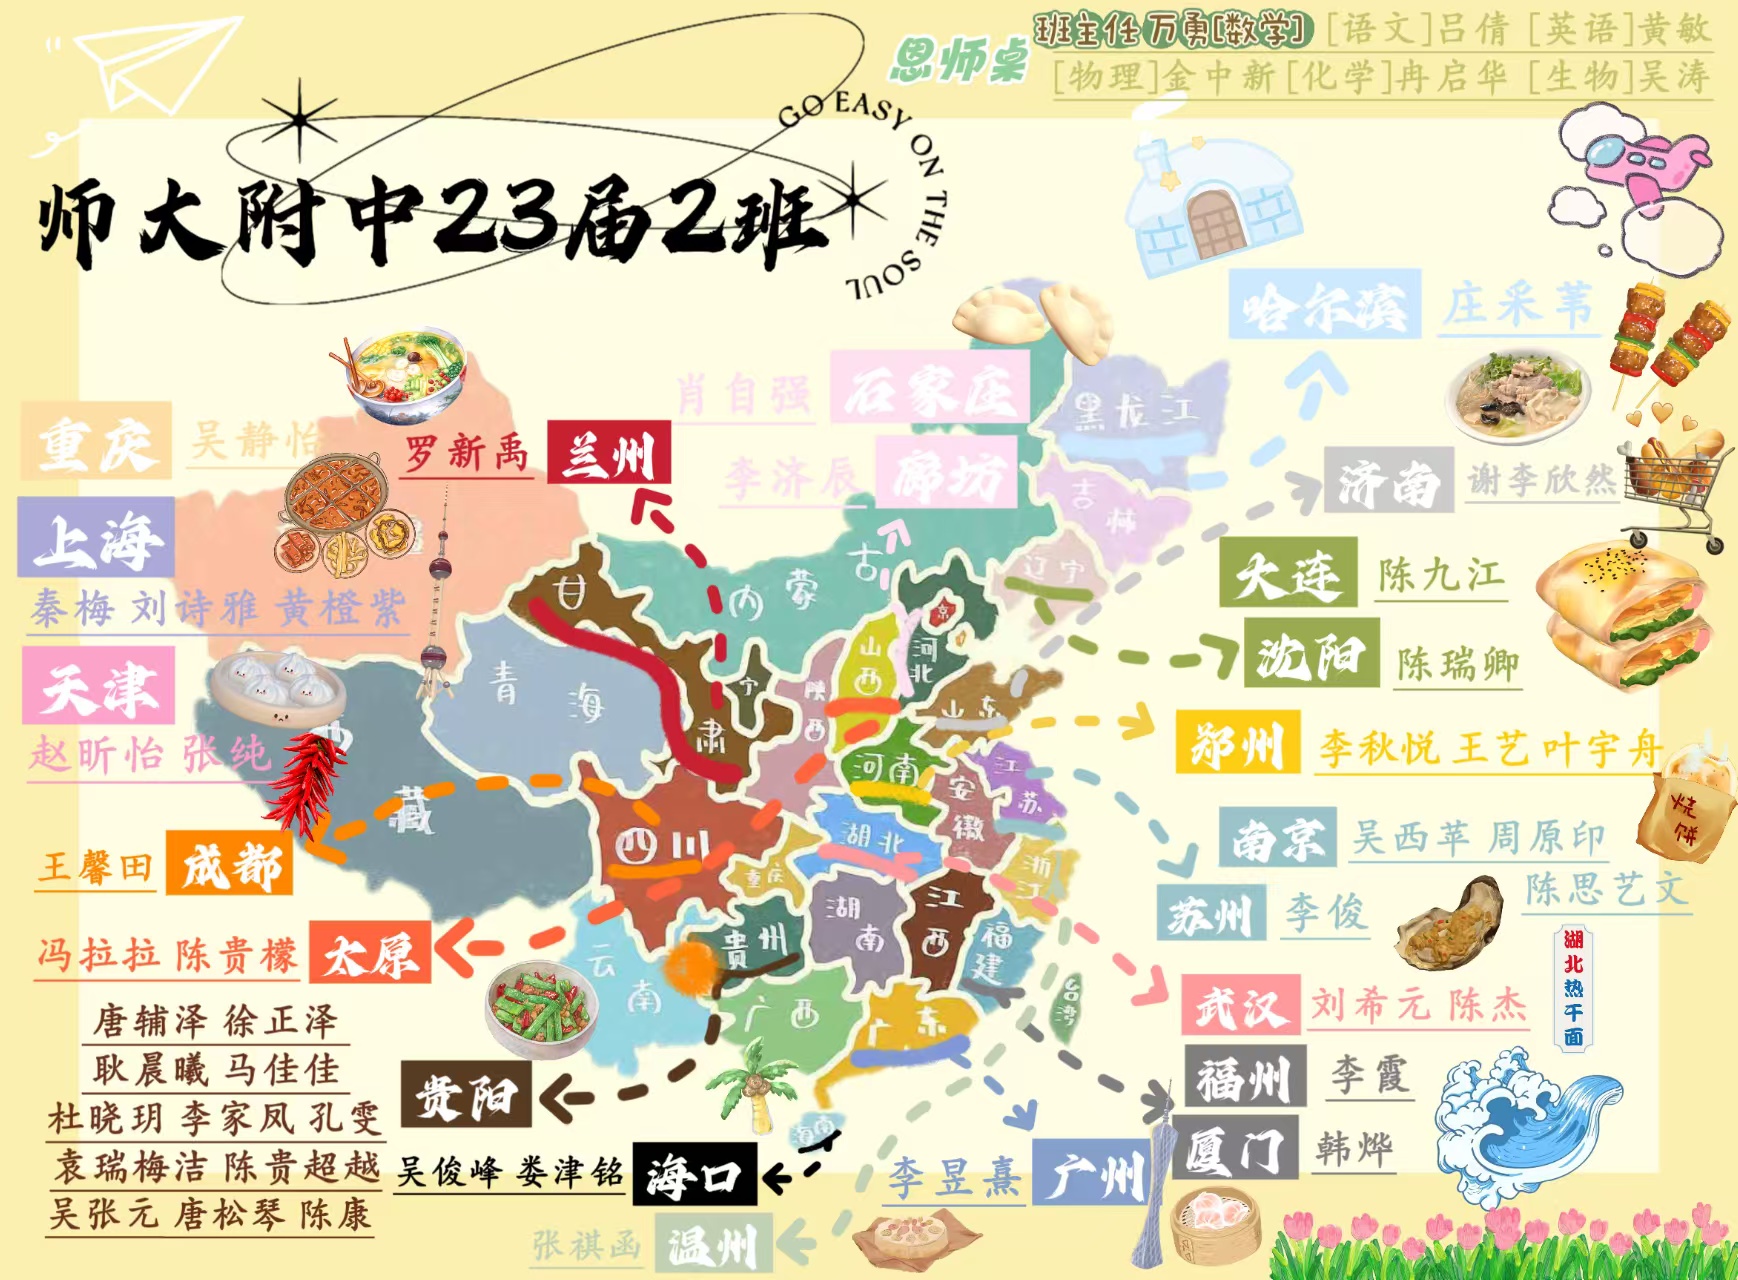 恩师桌
班主任 万勇[数学] [语文]吕倩 [英语]黄敏
[物理]金中新 [化学]冉启华 [生物]吴涛
GO EASY ON THE SOUL
师大附中23届2班
哈尔滨 庄采苇
肖自强 石家庄
李济辰 廊坊
重庆 吴静怡
罗新禹 兰州
济南 谢李欣然
上海
秦梅 刘诗雅 黄橙紫
大连 陈九江
沈阳 陈瑞卿
天津
赵昕怡 张纯
郑州 李秋悦 王艺 叶宇舟
南京 吴西苹 周原印
陈思艺文
苏州 李俊
王馨田 成都
冯拉拉 陈贵檬 太原
武汉 刘希元 陈杰
福州 李霞
厦门 韩烨
唐辅泽 徐正泽
耿晨曦 马佳佳
杜晓玥 李家凤 孔雯
袁瑞梅洁 陈贵超越
吴张元 唐松琴 陈康
贵阳
吴俊峰 娄津铭 海口
李昱熹 广州
张祺函 温州
黑龙江
吉林
辽宁
内蒙古
甘肃
青海
宁
陕西
山西
河北
京
山东
河南
江苏
安徽
湖北
四川
重庆
浙江
藏
湖南
江西
福建
贵州
云南
广西
广东
台湾
海南
烧饼
湖北热干面